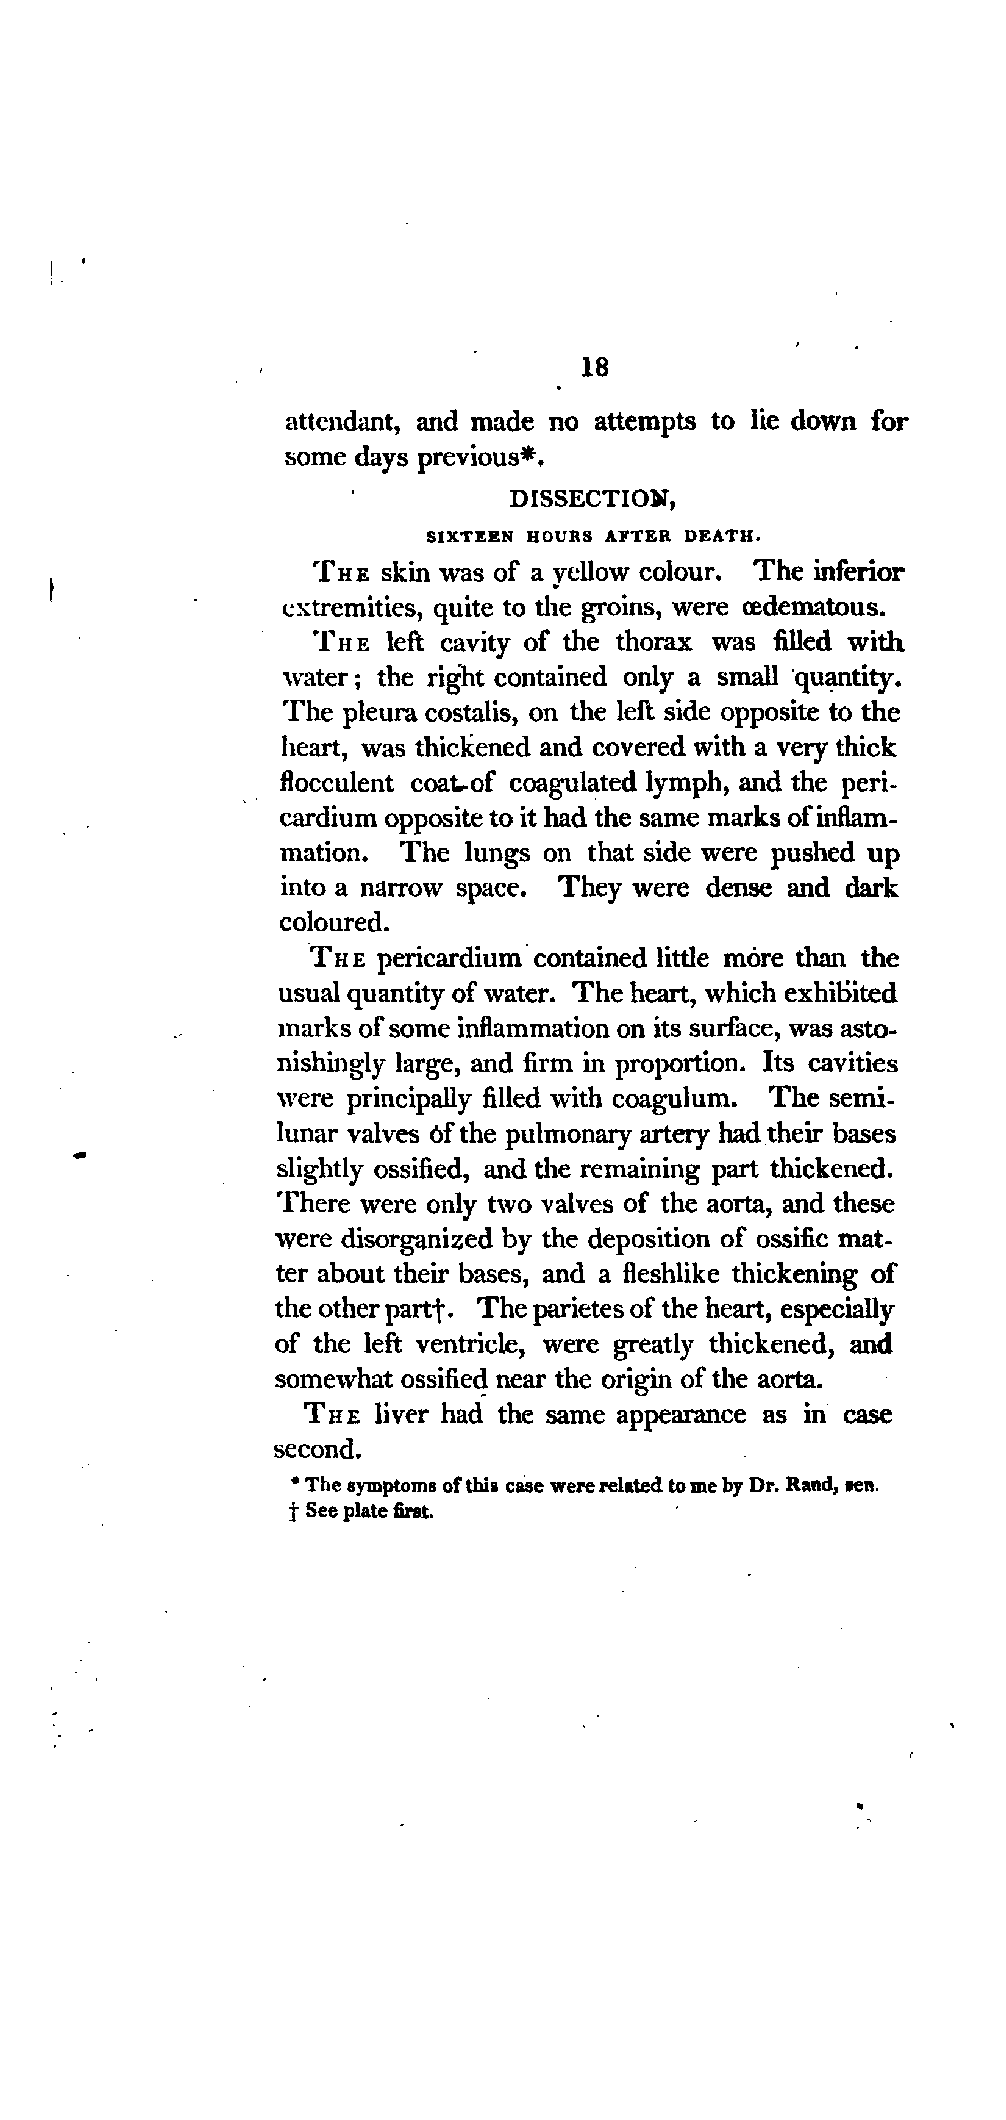 18
attendant, and made no attempts to lie down for
some days previous*.
DISSECTION,
SIXTEEN HOURS AFTER DEATH.
THE skin was of a yellow colour. The inferior
extremities, quite to the groins, were œdematous.
THE left cavity of the thorax was filled with
water; the right contained only a small quantity.
The pleura costalis, on the left side opposite to the
heart, was thickened and covered with a very thick
flocculent coat of coagulated lymph, and the peri-
cardium opposite to it had the same marks of inflam-
mation. The lungs on that side were pushed up
into a narrow space. They were dense and dark
coloured.
THE pericardium contained little more than the
usual quantity of water. The heart, which exhibited
marks of some inflammation on its surface, was asto-
nishingly large, and firm in proportion. Its cavities
were principally filled with coagulum. The semi-
lunar valves of the pulmonary artery had their bases
slightly ossified, and the remaining part thickened.
There were only two valves of the aorta, and these
were disorganized by the deposition of ossific mat-
ter about their bases, and a fleshlike thickening of
the other part†. The parietes of the heart, especially
of the left ventricle, were greatly thickened, and
somewhat ossified near the origin of the aorta.
THE liver had the same appearance as in case
second.
* The symptoms of this case were related to me by Dr. Rand, sen.
† See plate first.